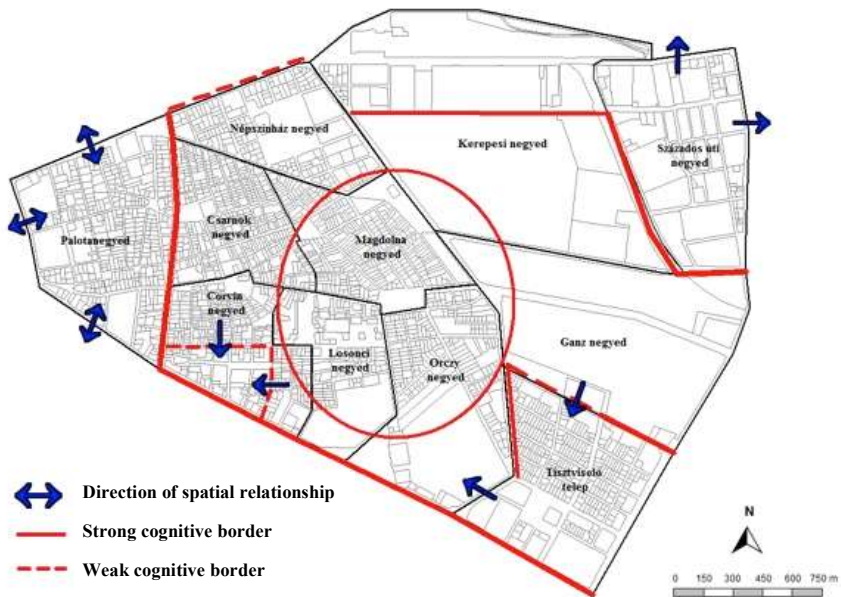 Népszínház negyed
Kerepesi negyed
Százados úti
negyed
Palotanegyed
Csarnok
negyed
Magdolna
negyed
Corvin
negyed
Losonci
negyed
Orczy
negyed
Ganz negyed
Tisztviselő
telep
Direction of spatial relationship
Strong cognitive border
Weak cognitive border
N
0 150 300 450 600 750 m